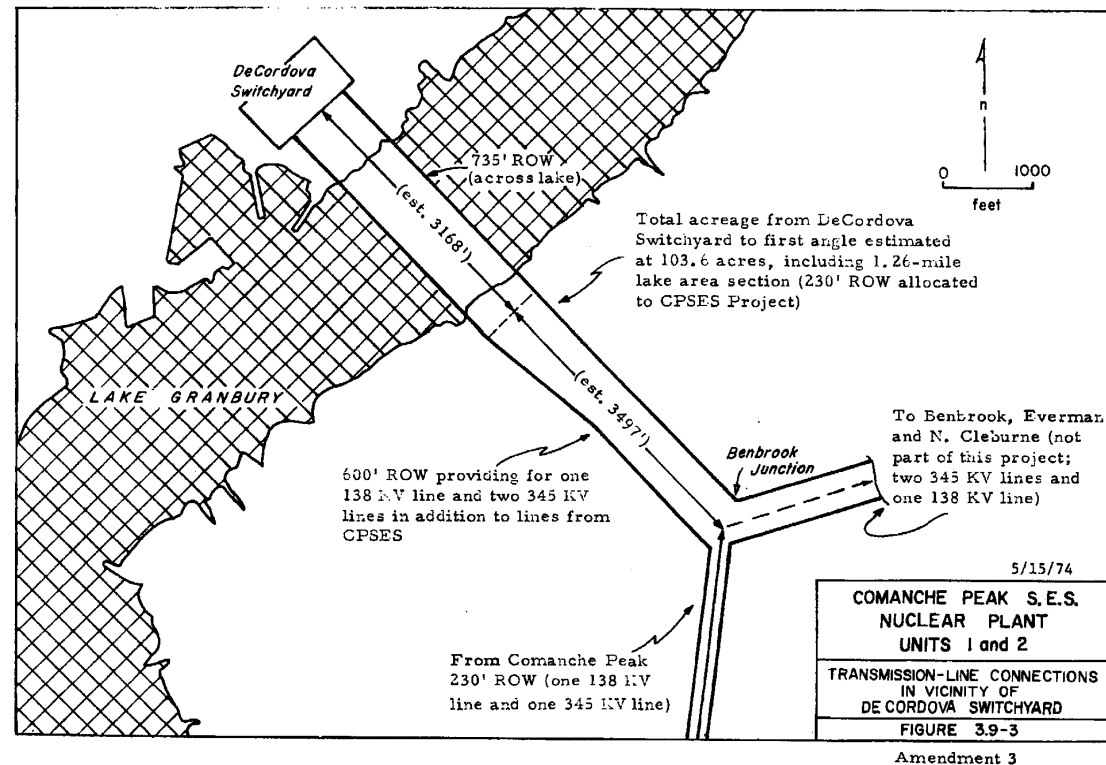 DeCordova
Switchyard
735' ROW
(across lake)
(est. 3168')
n
0 1000
feet
Total acreage from DeCordova
Switchyard to first angle estimated
at 103.6 acres, including 1.26-mile
lake area section (230' ROW allocated
to CPSES Project)
LAKE GRANBURY
(est. 3497')
600' ROW providing for one
138 KV line and two 345 KV
lines in addition to lines from
CPSES
Benbrook
Junction
To Benbrook, Everman
and N. Cleburne (not
part of this project;
two 345 KV lines and
one 138 KV line)
From Comanche Peak
230' ROW (one 138 KV
line and one 345 KV line)
5/15/74
COMANCHE PEAK S.E.S.
NUCLEAR PLANT
UNITS 1 and 2
TRANSMISSION-LINE CONNECTIONS
IN VICINITY OF
DE CORDOVA SWITCHYARD
FIGURE 3.9-3
Amendment 3